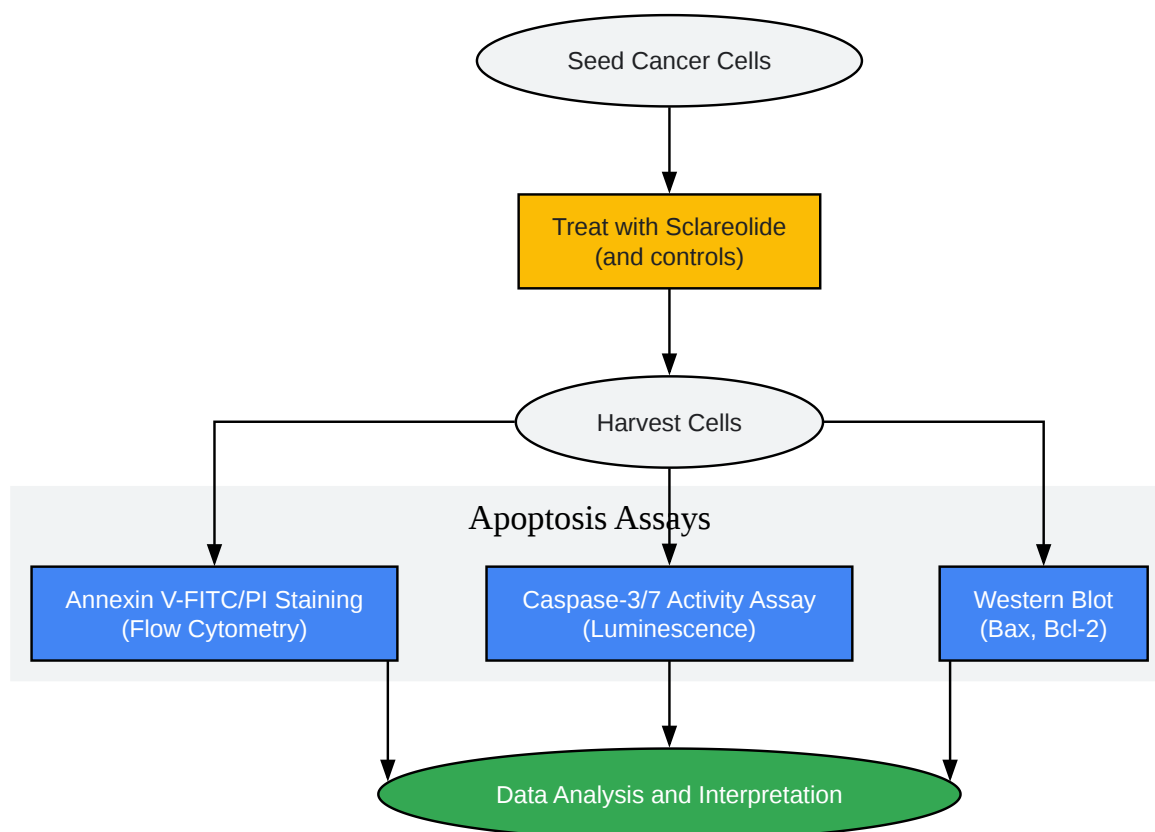 Seed Cancer Cells
Treat with Sclareolide
(and controls)
Harvest Cells
Apoptosis Assays
Annexin V-FITC/PI Staining
(Flow Cytometry)
Caspase-3/7 Activity Assay
(Luminescence)
Western Blot
(Bax, Bcl-2)
Data Analysis and Interpretation